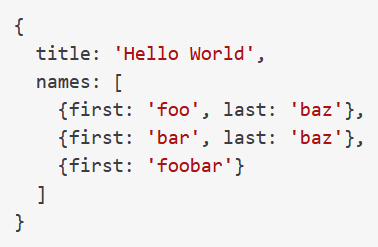 {
  title: 'Hello World',
  names: [
    {first: 'foo', last: 'baz'},
    {first: 'bar', last: 'baz'},
    {first: 'foobar'}
  ]
}